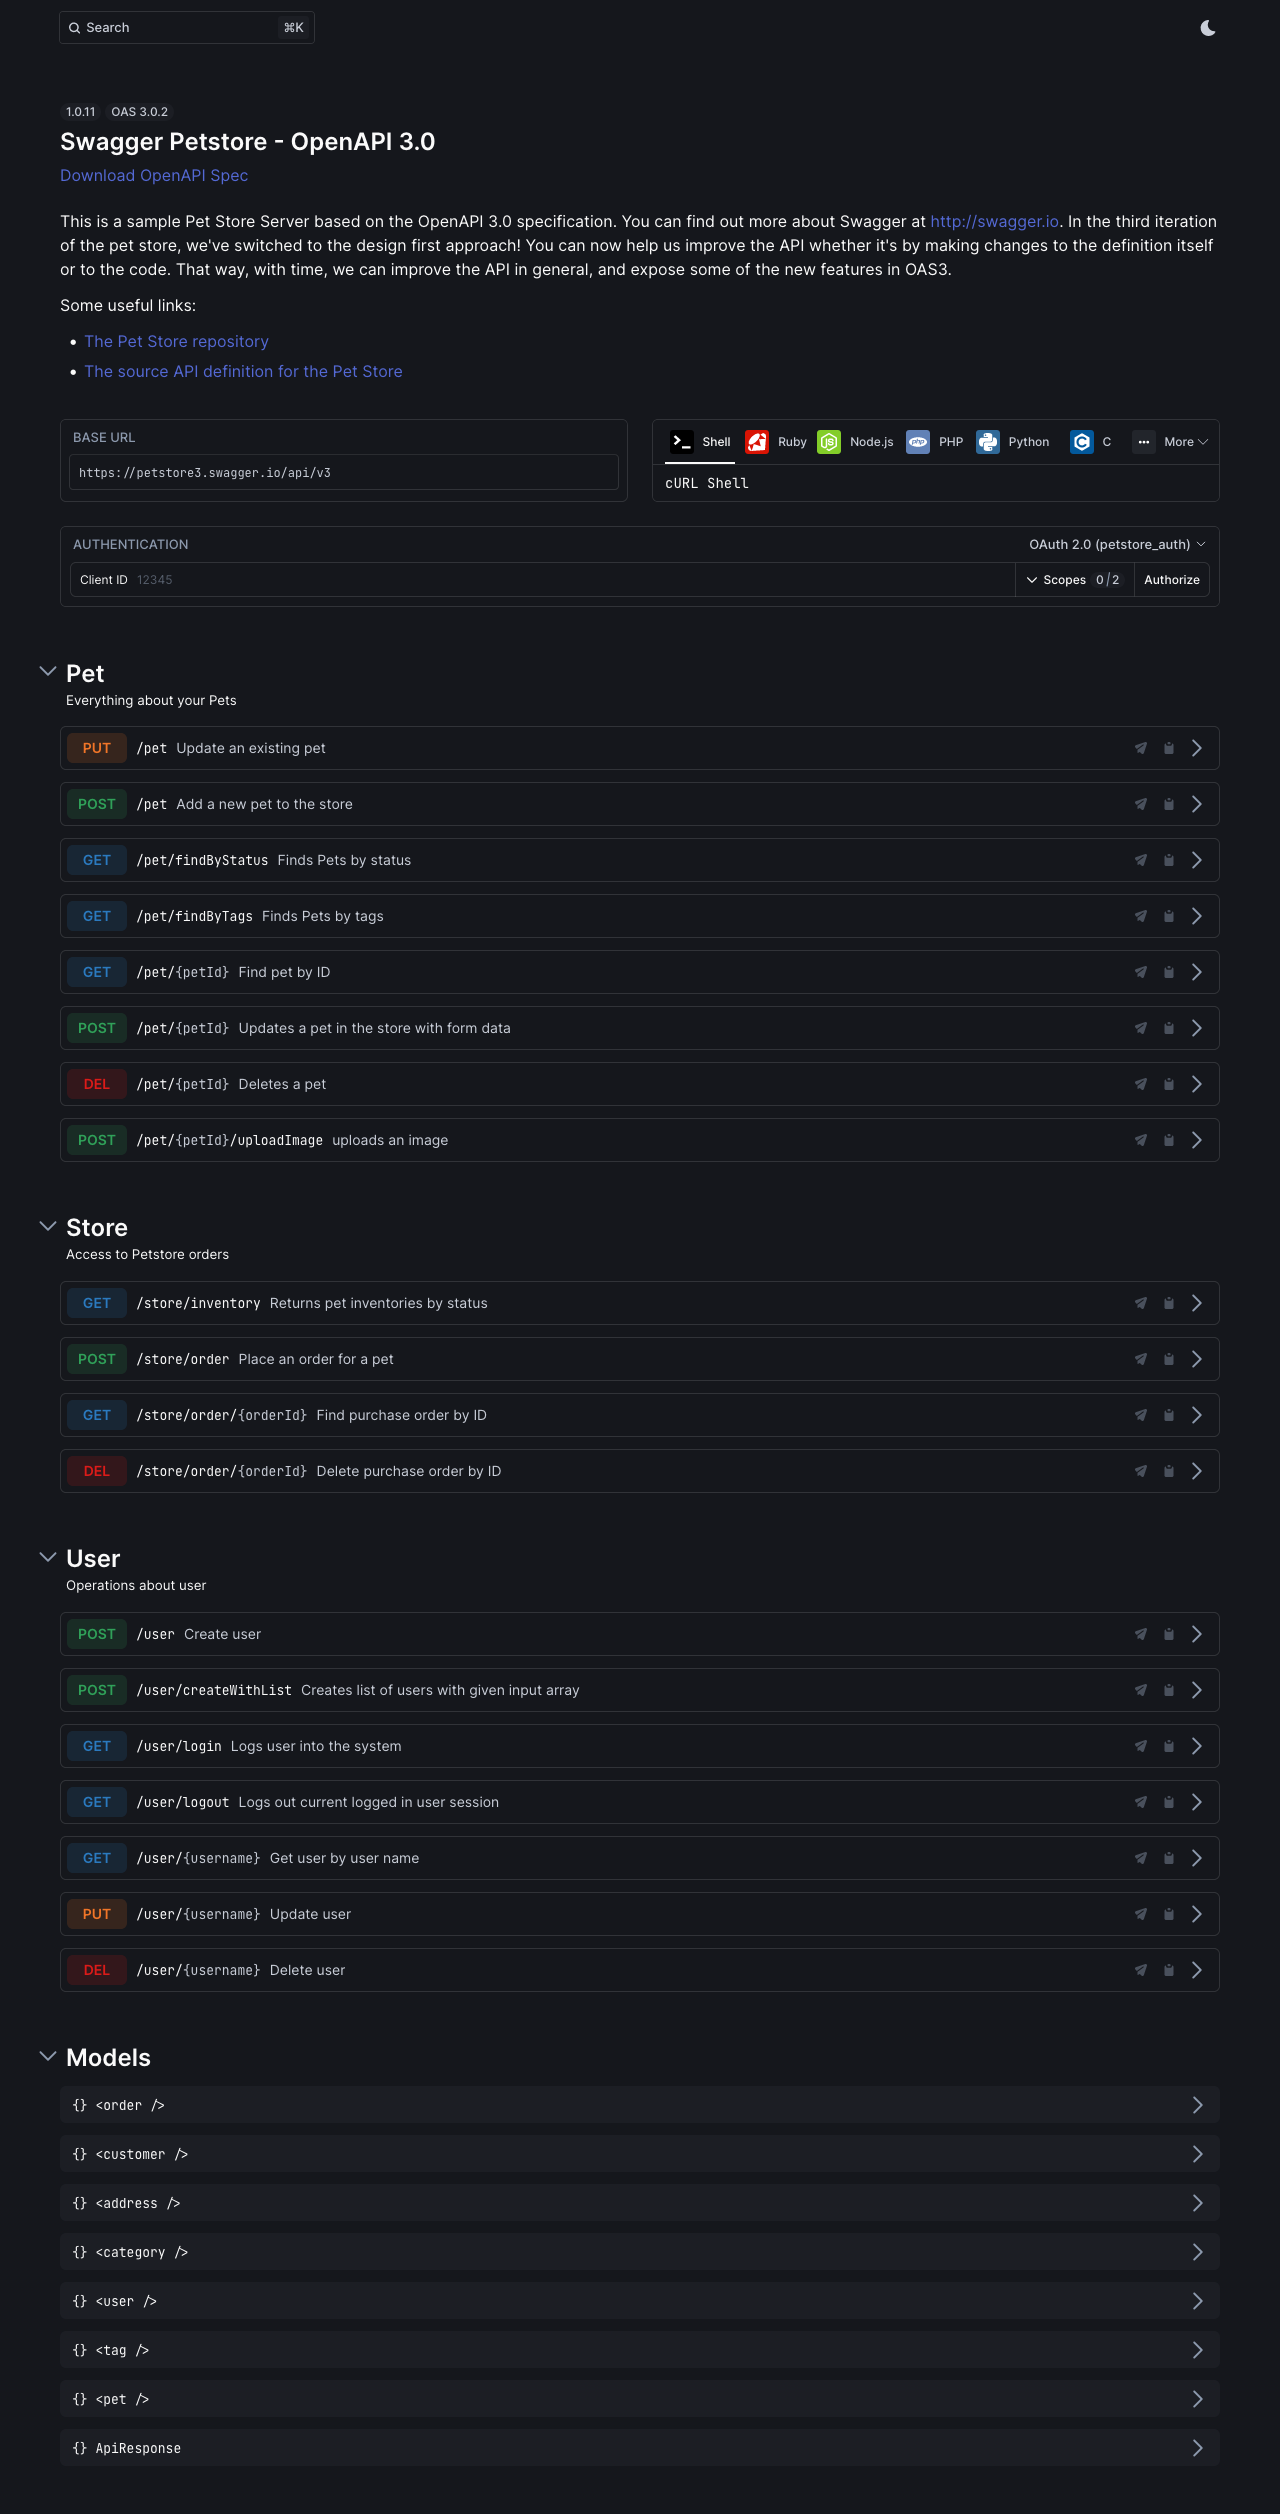 Search ⌘K
1.0.11 OAS 3.0.2
Swagger Petstore - OpenAPI 3.0
Download OpenAPI Spec
This is a sample Pet Store Server based on the OpenAPI 3.0 specification. You can find out more about Swagger at http://swagger.io. In the third iteration
of the pet store, we've switched to the design first approach! You can now help us improve the API whether it's by making changes to the definition itself
or to the code. That way, with time, we can improve the API in general, and expose some of the new features in OAS3.
Some useful links:
• The Pet Store repository
• The source API definition for the Pet Store
BASE URL
https://petstore3.swagger.io/api/v3
Shell Ruby Node.js PHP Python C More
cURL Shell
AUTHENTICATION OAuth 2.0 (petstore_auth)
Client ID 12345 Scopes 0/2 Authorize
Pet
Everything about your Pets
PUT /pet Update an existing pet
POST /pet Add a new pet to the store
GET /pet/findByStatus Finds Pets by status
GET /pet/findByTags Finds Pets by tags
GET /pet/{petId} Find pet by ID
POST /pet/{petId} Updates a pet in the store with form data
DEL /pet/{petId} Deletes a pet
POST /pet/{petId}/uploadImage uploads an image
Store
Access to Petstore orders
GET /store/inventory Returns pet inventories by status
POST /store/order Place an order for a pet
GET /store/order/{orderId} Find purchase order by ID
DEL /store/order/{orderId} Delete purchase order by ID
User
Operations about user
POST /user Create user
POST /user/createWithList Creates list of users with given input array
GET /user/login Logs user into the system
GET /user/logout Logs out current logged in user session
GET /user/{username} Get user by user name
PUT /user/{username} Update user
DEL /user/{username} Delete user
Models
{} <order />
{} <customer />
{} <address />
{} <category />
{} <user />
{} <tag />
{} <pet />
{} ApiResponse